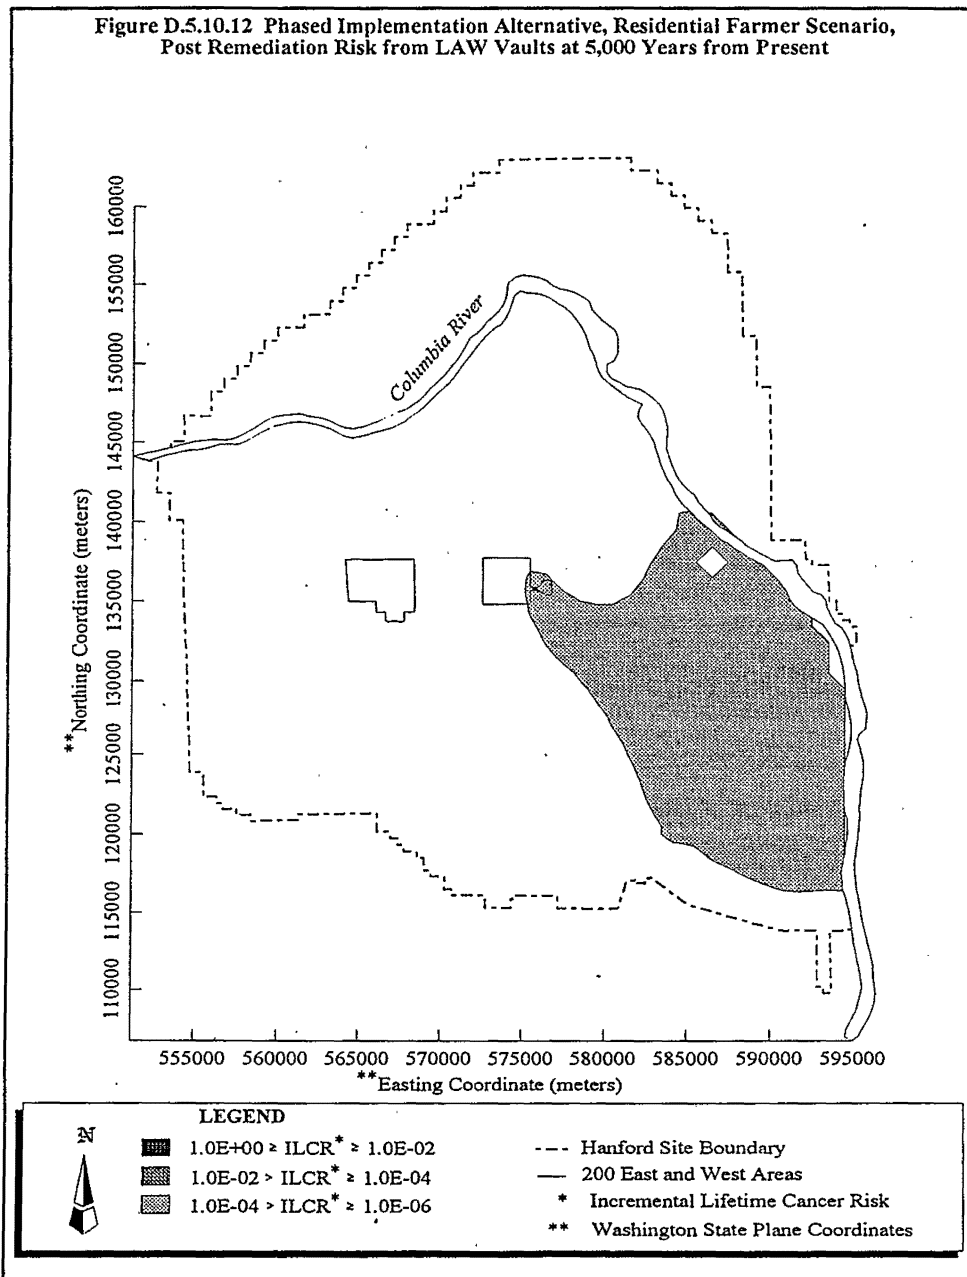 Figure D.5.10.12 Phased Implementation Alternative, Residential Farmer Scenario,
Post Remediation Risk from LAW Vaults at 5,000 Years from Present
160000
155000
150000
145000
140000
135000
130000
125000
120000
115000
110000
**Northing Coordinate (meters)
Columbia River
555000 560000 565000 570000 575000 580000 585000 590000 595000
**Easting Coordinate (meters)
LEGEND
N
1.0E+00 ≥ ILCR* ≥ 1.0E-02
1.0E-02 > ILCR* ≥ 1.0E-04
1.0E-04 > ILCR* ≥ 1.0E-06
Hanford Site Boundary
200 East and West Areas
* Incremental Lifetime Cancer Risk
** Washington State Plane Coordinates